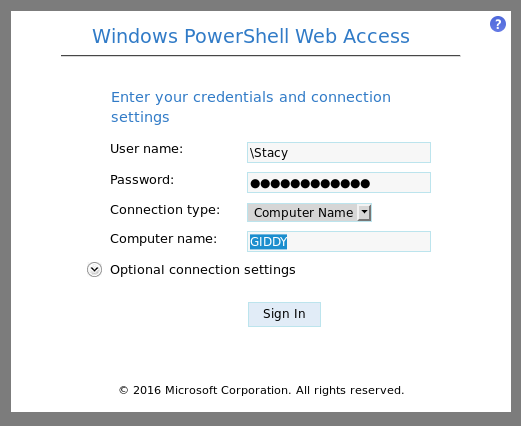 Windows PowerShell Web Access
?
Enter your credentials and connection
settings
User name: \Stacy
Password: ●●●●●●●●●●●●
Connection type: Computer Name
Computer name: GIDDY
Optional connection settings
Sign In
© 2016 Microsoft Corporation. All rights reserved.